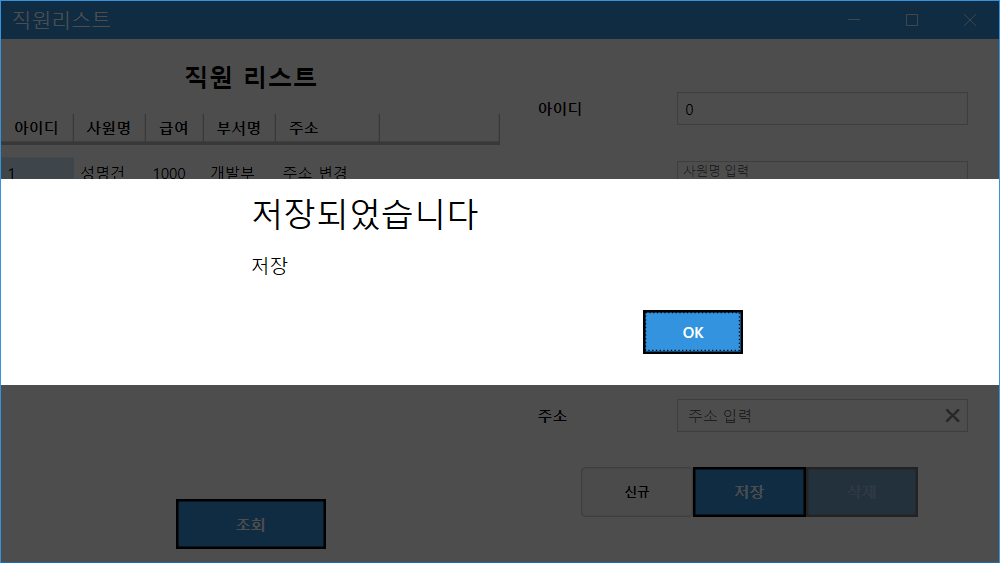 직원리스트
직원 리스트
아이디 사원명 급여 부서명 주소
1 성명건 1000 개발부 주소 변경
아이디 0
사원명 입력
저장되었습니다
저장
OK
주소 주소 입력
신규 저장 삭제
조회